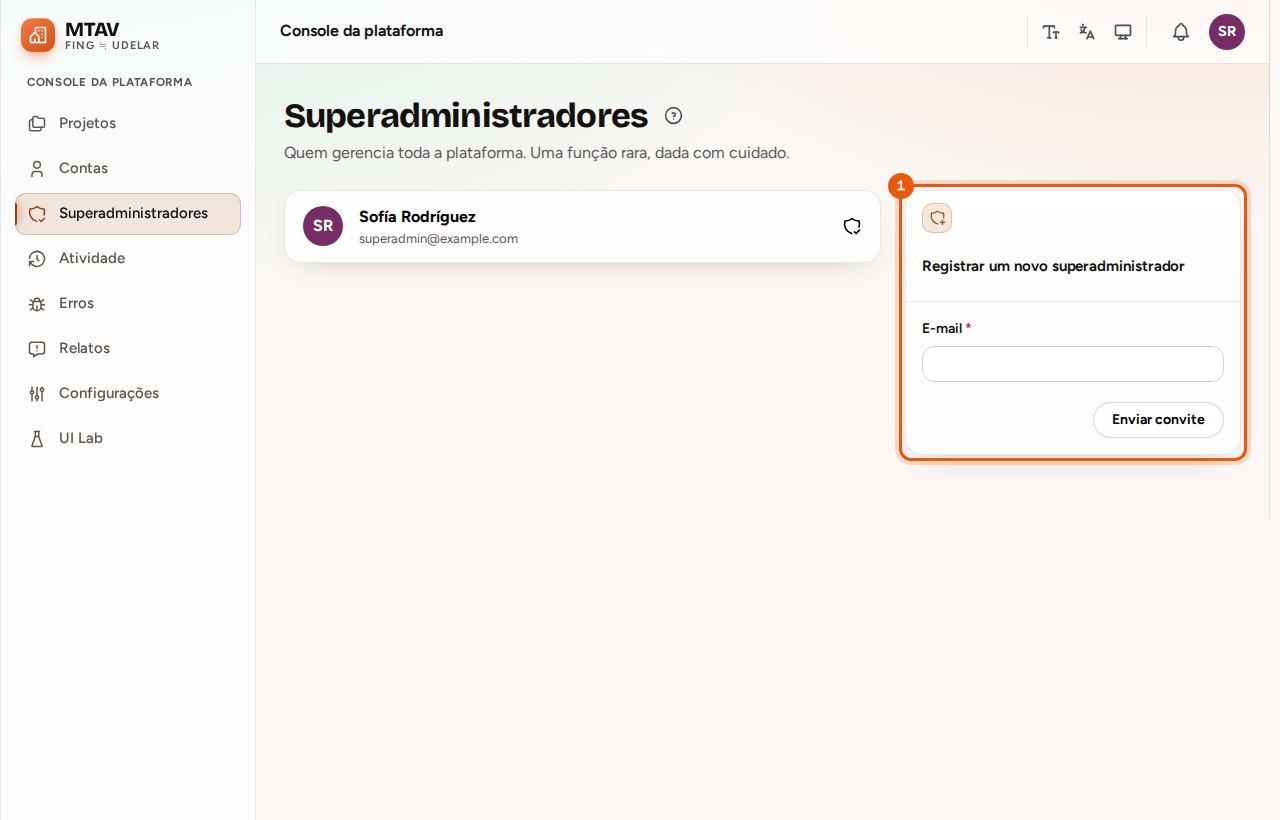 MTAV
FING ≒ UDELAR
CONSOLE DA PLATAFORMA
Projetos
Contas
Superadministradores
Atividade
Erros
Relatos
Configurações
UI Lab
Console da plataforma
SR
Superadministradores
Quem gerencia toda a plataforma. Uma função rara, dada com cuidado.
SR
Sofía Rodríguez
superadmin@example.com
1
Registrar um novo superadministrador
E-mail *
Enviar convite